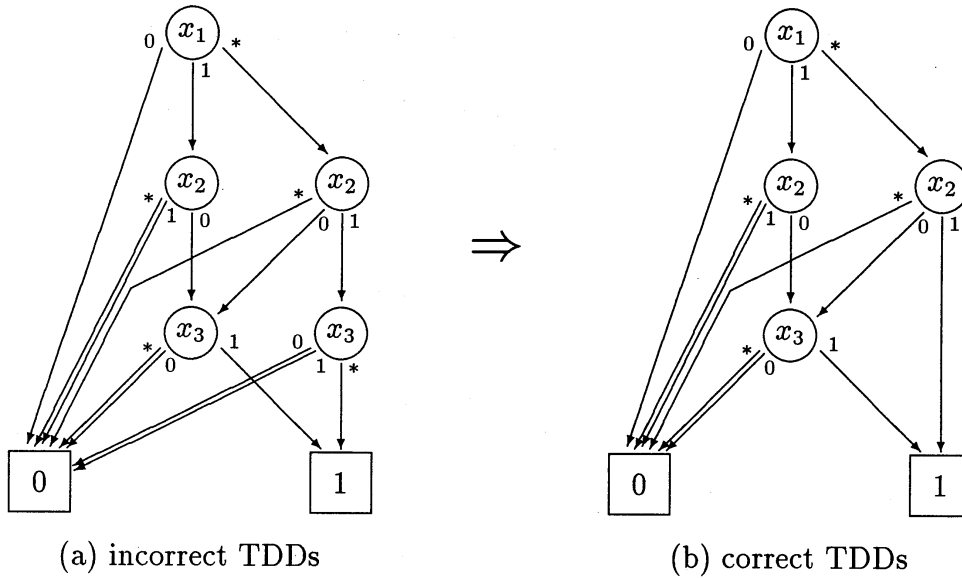 x₁ x₁
0 * 0 *
1 1
x₂ x₂ x₂ x₂
* * * *
1 0 0 1 1 0 0 1
⇒
x₃ x₃ x₃
* 0 1 0 1 * * 0 1
0 1 0 1
(a) incorrect TDDs (b) correct TDDs